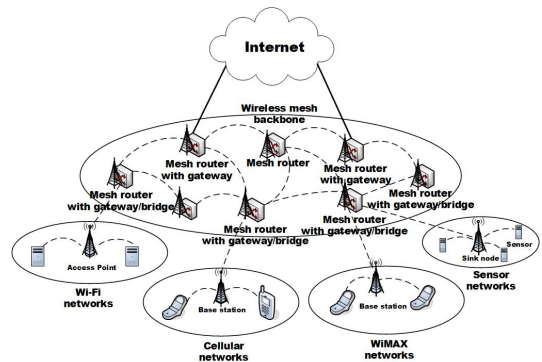 Internet
Wireless mesh
backbone
Mesh router
with gateway
Mesh router
Mesh router
with gateway
Mesh router
with gateway/bridge
Mesh router
with gateway/bridge
Mesh router
with gateway/bridge
Mesh router
with gateway/bridge
Access Point
Wi-Fi
networks
Base station
Cellular
networks
Base station
WiMAX
networks
Sensor
Sink node
Sensor
networks